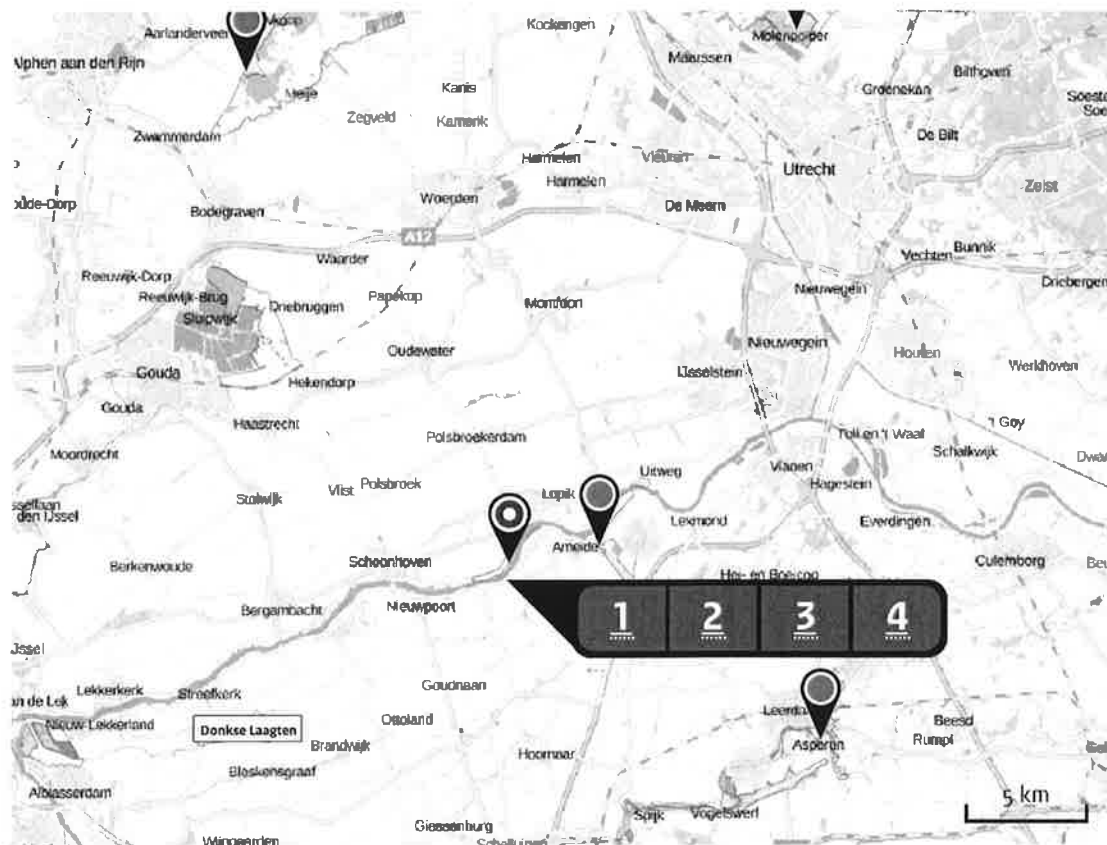 Kockengen
Aarlanderveen
Molenpolder
Maarssen
Alphen aan den Rijn
Bilthoven
Groenekan
Kanis
Meije
Zegveld
Kamerik
Zwammerdam
De Bilt
Harmelen
Vleuten
Utrecht
Harmelen
Zeist
Woerden
De Meern
Bodegraven
A12
Bunnik
Vechten
Waarder
Reeuwijk-Dorp
Driebergen
Nieuwegein
Reeuwijk-Brug
Papekop
Driebruggen
Montfoort
Sluipwijk
Nieuwegein
Oudewater
Houten
Gouda
IJsselstein
Werkhoven
Hekendorp
Gouda
Haastrecht
't Goy
Polsbroekerdam
Tull en 't Waal
Schalkwijk
Moordrecht
Vianen
Uitweg
Hagestein
Vlist
Polsbroek
Stolwijk
Lopik
den IJssel
Lexmond
Everdingen
Ameide
Schoonhoven
Culemborg
Berkenwoude
Hei- en Boeicop
Nieuwpoort
Bergambacht
1 2 3 4
Lekkerkerk
Streefkerk
Goudriaan
Ottoland
Nieuw-Lekkerland
Donkse Laagten
Beesd
Brandwijk
Asperen
Rumpt
Hoornaar
Bleskensgraaf
5 km
Alblasserdam
Spijk
Vogelswerf
Giessenburg
Wijngaarden